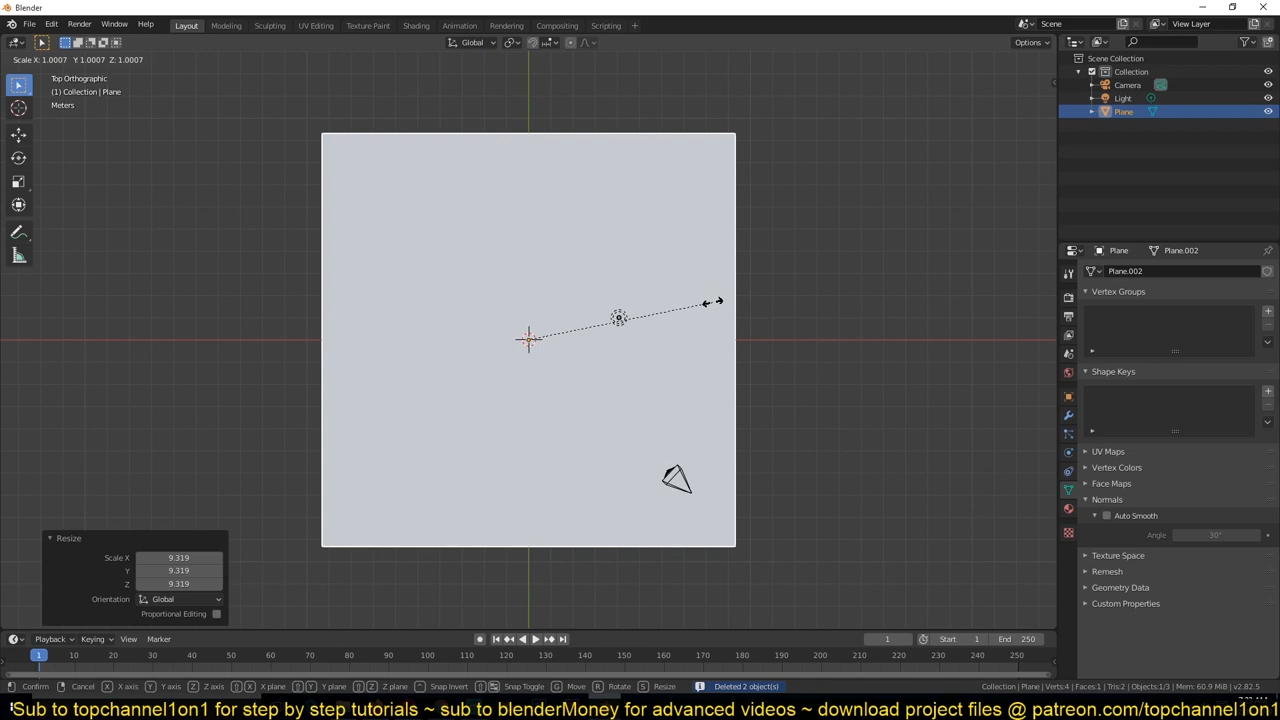 Blender
File Edit Render Window Help Layout Modeling Sculpting UV Editing Texture Paint Shading Animation Rendering Compositing Scripting + Scene View Layer
Global Options
Scale X: 1.0007 Y: 1.0007 Z: 1.0007
Top Orthographic
(1) Collection | Plane
Meters
Scene Collection
Collection
Camera
Light
Plane
Plane Plane.002
Plane.002
Vertex Groups
Shape Keys
UV Maps
Vertex Colors
Face Maps
Normals
Auto Smooth
Angle 30°
Texture Space
Remesh
Geometry Data
Custom Properties
Resize
Scale X 9.319
Y 9.319
Z 9.319
Orientation Global
Proportional Editing
Playback Keying View Marker 1 Start 1 End 250
1 10 20 30 40 50 60 70 80 90 100 110 120 130 140 150 160 170 180 190 200 210 220 230 240 250
Confirm Cancel X X axis Y Y axis Z Z axis X X plane Y Y plane Z Z plane Snap Invert Snap Toggle G Move R Rotate S Resize Deleted 2 object(s) Collection | Plane | Verts:4 | Faces:1 | Tris:2 | Objects:1/3 | Mem: 60.9 MiB | v2.82.5
Sub to topchannel1on1 for step by step tutorials ~ sub to blenderMoney for advanced videos ~ download project files @ patreon.com/topchannel1on1